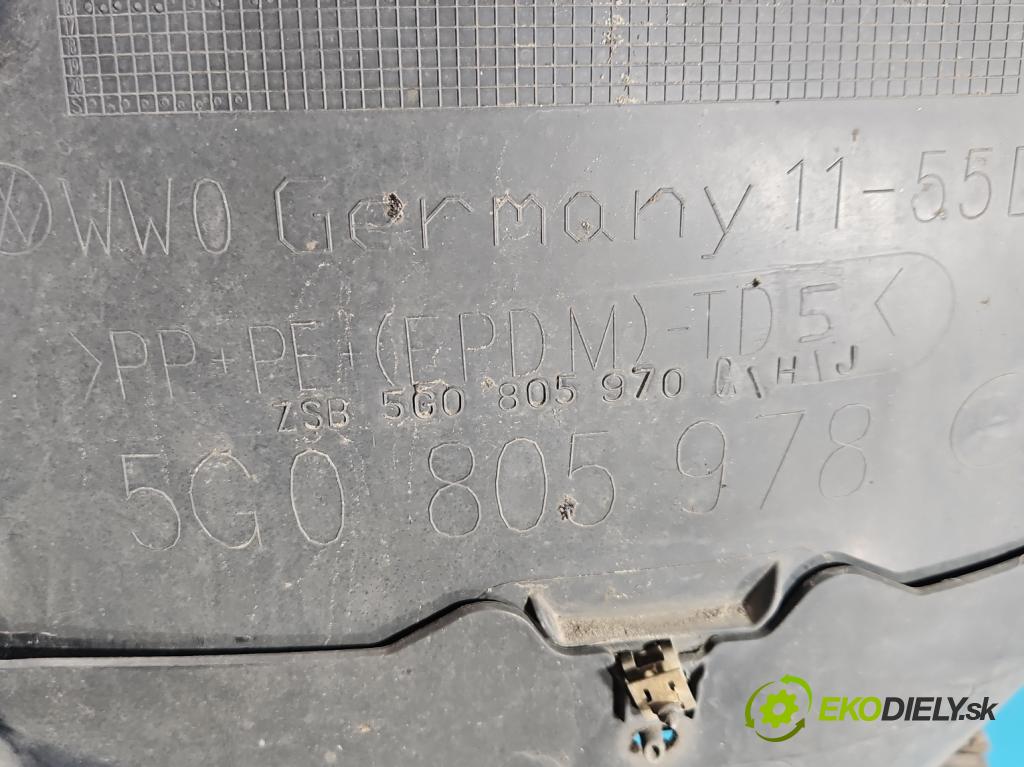 WWO Germany 11-55
>PP+PE+(EPDM)-TD5<
ZSB 5G0 805 970 H\J
5G0 805 978
EKODIELY.sk